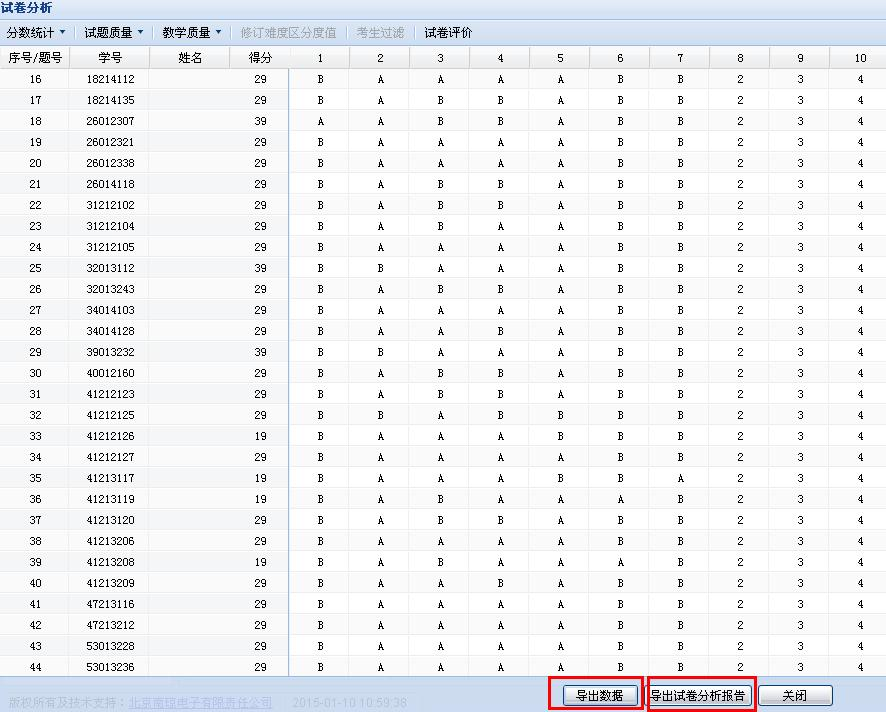 试卷分析
分数统计 试题质量 教学质量 修订难度区分度值 考生过滤 试卷评价
序号/题号 学号 姓名 得分 1 2 3 4 5 6 7 8 9 10
16 18214112 29 B A A A A B B 2 3 4
17 18214135 29 B A B B A B B 2 3 4
18 26012307 39 A A B B A B B 2 3 4
19 26012321 29 B A A A A B B 2 3 4
20 26012338 29 B A A A A B B 2 3 4
21 26014118 29 B A B B A B B 2 3 4
22 31212102 29 B A B B A B B 2 3 4
23 31212104 29 B A B A A B B 2 3 4
24 31212105 29 B A A A A B B 2 3 4
25 32013112 39 B B A A A B B 2 3 4
26 32013243 29 B A B B A B B 2 3 4
27 34014103 29 B A A A A B B 2 3 4
28 34014128 29 B A A B A B B 2 3 4
29 39013232 39 B B A A A B B 2 3 4
30 40012160 29 B A B B A B B 2 3 4
31 41212123 29 B A B B A B B 2 3 4
32 41212125 29 B B A B B B B 2 3 4
33 41212126 19 B A A A B B B 2 3 4
34 41212127 29 B A A A A B B 2 3 4
35 41213117 19 B A A A B B A 2 3 4
36 41213119 19 B A B A A A B 2 3 4
37 41213120 29 B A B B A B B 2 3 4
38 41213206 29 B A A A A B B 2 3 4
39 41213208 19 B A B A A A B 2 3 4
40 41213209 29 B A A B A B B 2 3 4
41 47213116 29 B A A A A B B 2 3 4
42 47213212 29 B A A A A B B 2 3 4
43 53013228 29 B A A A A B B 2 3 4
44 53013236 29 B A A A A B B 2 3 4
导出数据 导出试卷分析报告 关闭
版权所有及技术支持：北京南琼电子有限责任公司 2015-01-10 10:59:38